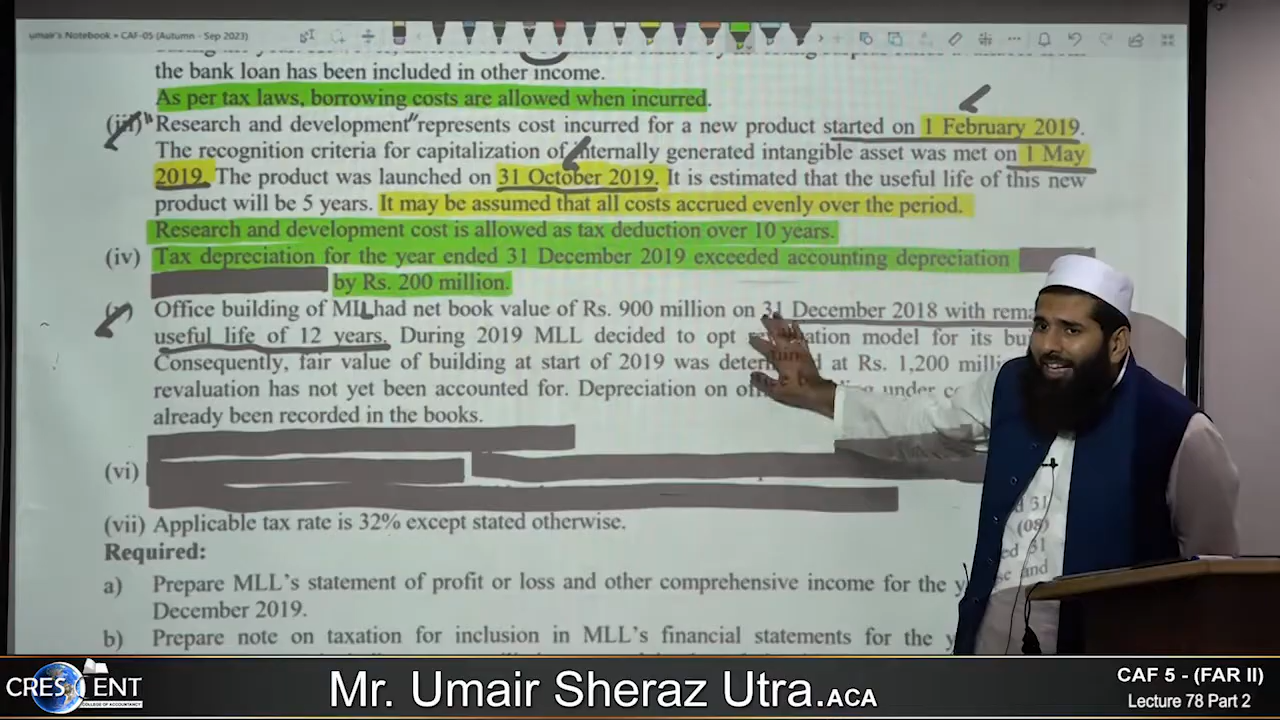 umair's Notebook > CAF-05 (Autumn - Sep 2023)
the bank loan has been included in other income.
As per tax laws, borrowing costs are allowed when incurred.
(iii) "Research and development" represents cost incurred for a new product started on 1 February 2019.
The recognition criteria for capitalization of internally generated intangible asset was met on 1 May
2019. The product was launched on 31 October 2019. It is estimated that the useful life of this new
product will be 5 years. It may be assumed that all costs accrued evenly over the period.
Research and development cost is allowed as tax deduction over 10 years.
(iv) Tax depreciation for the year ended 31 December 2019 exceeded accounting depreciation
by Rs. 200 million.
Office building of MLL had net book value of Rs. 900 million on 31 December 2018 with
useful life of 12 years. During 2019 MLL decided to opt model for its
Consequently, fair value of building at start of 2019 was at Rs. 1,200
revaluation has not yet been accounted for. Depreciation on under
already been recorded in the books.
(vi)
(vii) Applicable tax rate is 32% except stated otherwise.
Required:
a) Prepare MLL's statement of profit or loss and other comprehensive income for the
December 2019.
b) Prepare note on taxation for inclusion in MLL's financial statements for the
31
(08)
31
and
CRESCENT
COLLEGE OF ACCOUNTANCY
Mr. Umair Sheraz Utra.ACA
CAF 5 - (FAR II)
Lecture 78 Part 2